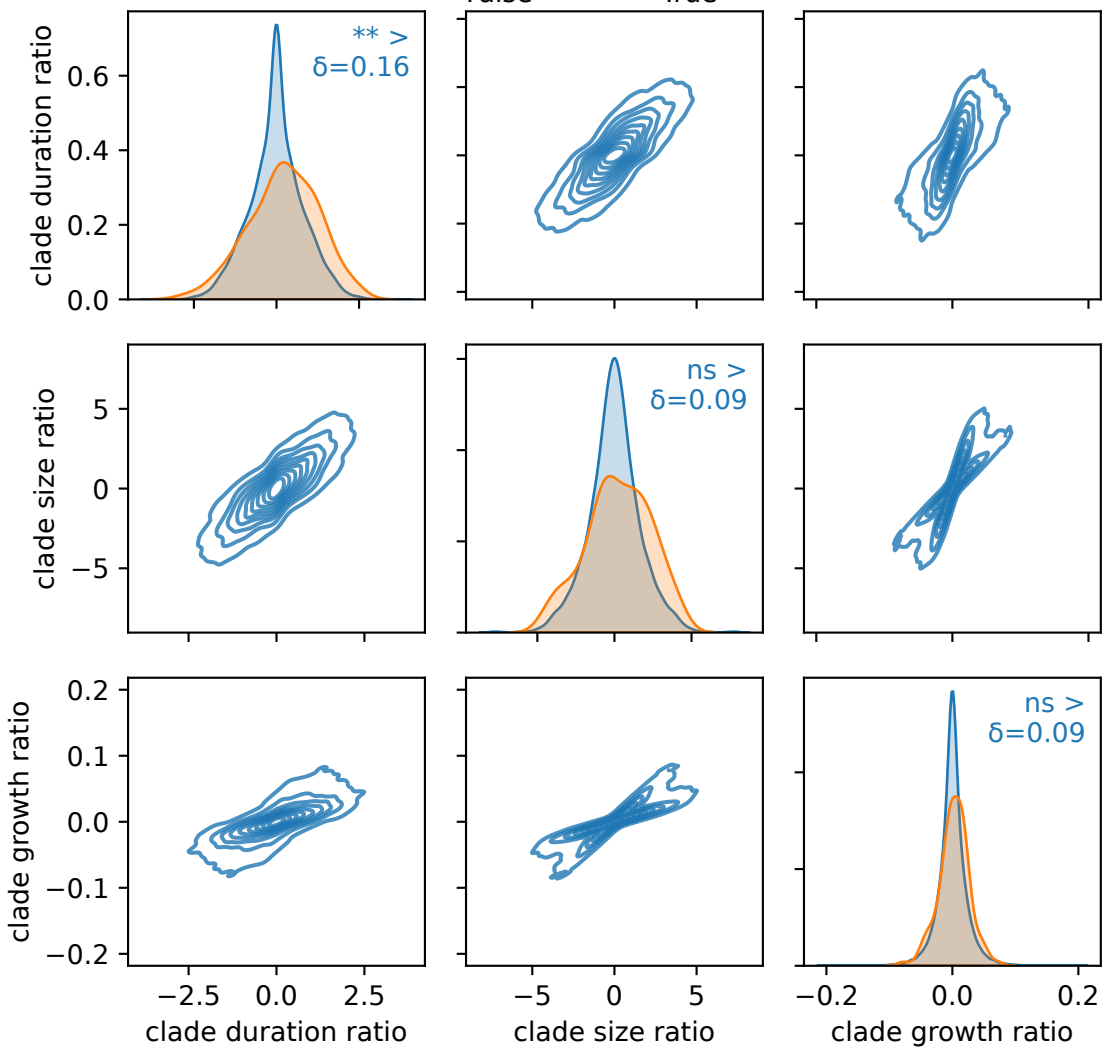 ** >
δ=0.16
clade duration ratio
0.6
0.4
0.2
0.0
ns >
δ=0.09
clade size ratio
5
0
−5
ns >
δ=0.09
clade growth ratio
0.2
0.1
0.0
−0.1
−0.2
−2.5 0.0 2.5
−5 0 5
−0.2 0.0 0.2
clade duration ratio
clade size ratio
clade growth ratio